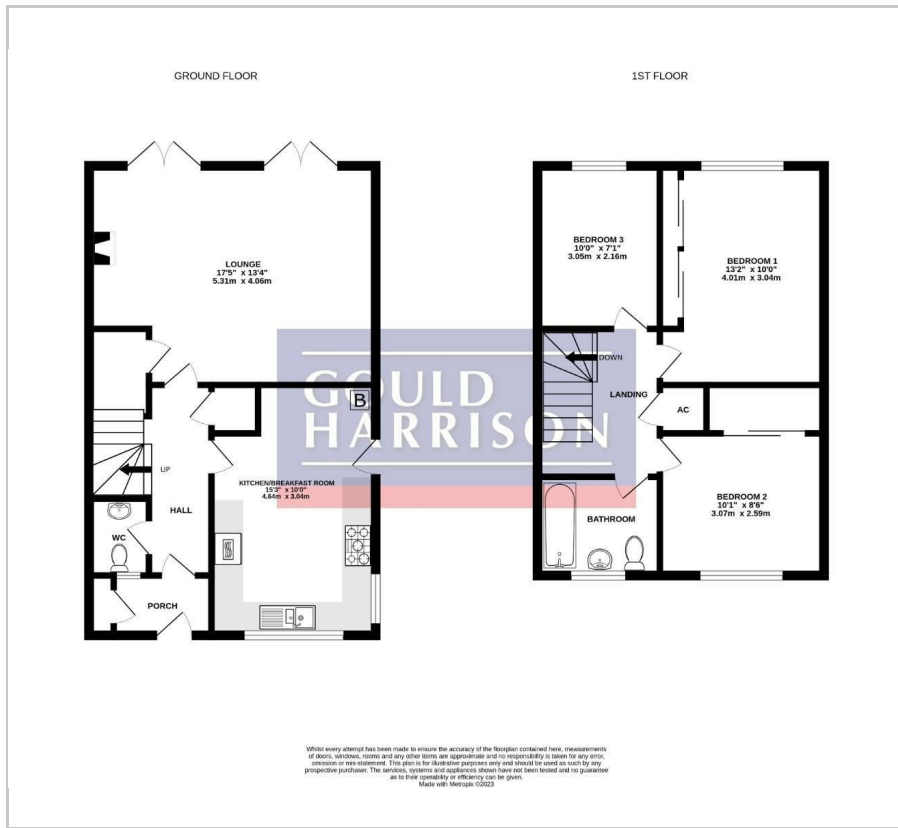 GROUND FLOOR
1ST FLOOR
LOUNGE
17'5" x 13'4"
5.31m x 4.06m
BEDROOM 3
10'0" x 7'1"
3.05m x 2.16m
BEDROOM 1
13'2" x 10'0"
4.01m x 3.04m
DOWN
LANDING
GOULD
HARRISON
B
AC
KITCHEN/BREAKFAST ROOM
15'3" x 10'0"
4.64m x 3.04m
UP
HALL
WC
PORCH
BEDROOM 2
10'1" x 8'6"
3.07m x 2.59m
BATHROOM
Whilst every attempt has been made to ensure the accuracy of the floorplan contained here, measurements
of doors, windows, rooms and any other items are approximate and no responsibility is taken for any error,
omission or mis-statement. This plan is for illustrative purposes only and should be used as such by any
prospective purchaser. The services, systems and appliances shown have not been tested and no guarantee
as to their operability or efficiency can be given.
Made with Metropix ©2023